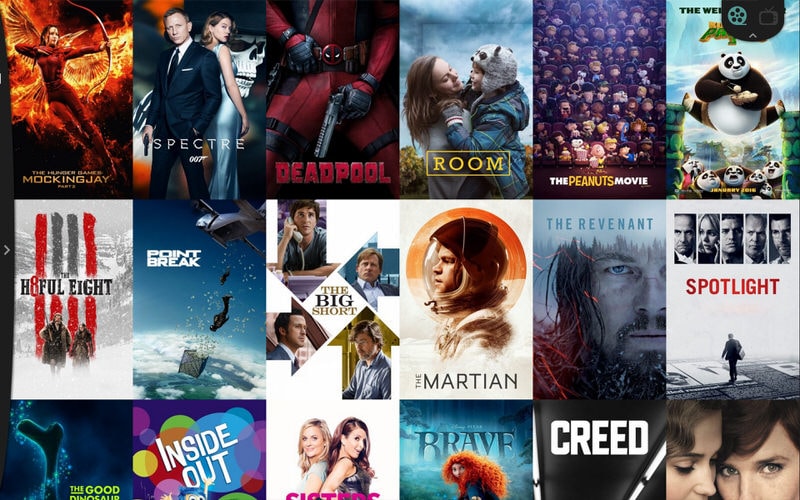 THE HUNGER GAMES
MOCKINGJAY
PART 2
SPECTRE
007
DEADPOOL
ROOM
THE PEANUTS MOVIE
THE WE
JANUARY 2016
THE
H8FUL EIGHT
POINT
BREAK
THE
BIG
SHORT
THE MARTIAN
THE REVENANT
SPOTLIGHT
THE GOOD
DINOSAUR
INSIDE
OUT
SISTERS
DISNEY PIXAR
BRAVE
CREED